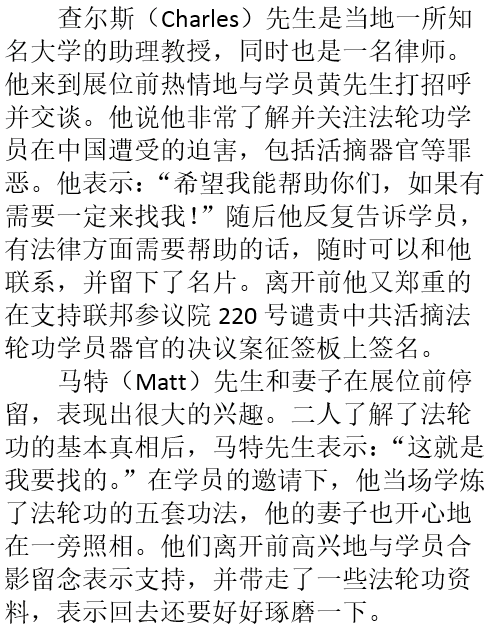 查尔斯（Charles）先生是当地一所知
名大学的助理教授，同时也是一名律师。
他来到展位前热情地与学员黄先生打招呼
并交谈。他说他非常了解并关注法轮功学
员在中国遭受的迫害，包括活摘器官等罪
恶。他表示：“希望我能帮助你们，如果有
需要一定来找我！”随后他反复告诉学员，
有法律方面需要帮助的话，随时可以和他
联系，并留下了名片。离开前他又郑重的
在支持联邦参议院 220 号谴责中共活摘法
轮功学员器官的决议案征签板上签名。
马特（Matt）先生和妻子在展位前停
留，表现出很大的兴趣。二人了解了法轮
功的基本真相后，马特先生表示：“这就是
我要找的。”在学员的邀请下，他当场学炼
了法轮功的五套功法，他的妻子也开心地
在一旁照相。他们离开前高兴地与学员合
影留念表示支持，并带走了一些法轮功资
料，表示回去还要好好琢磨一下。